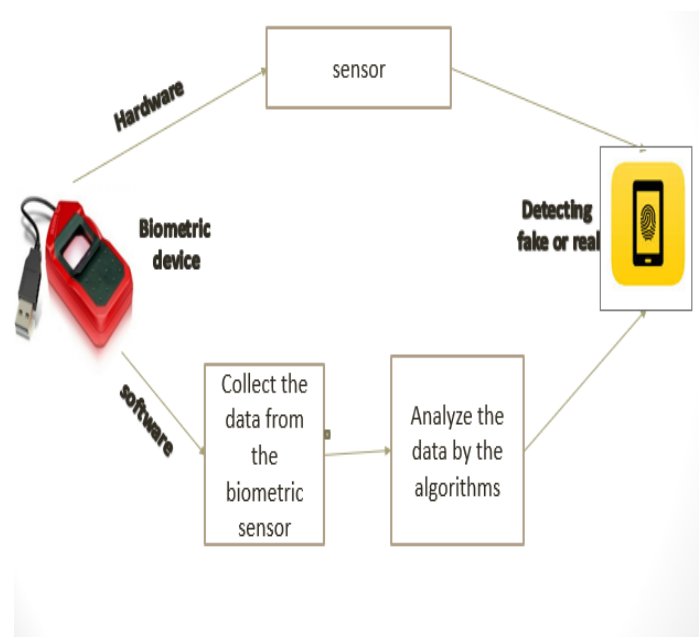 sensor
Hardware
Biometric
device
Detecting
fake or real
software
Collect the
data from
the
biometric
sensor
Analyze the
data by the
algorithms